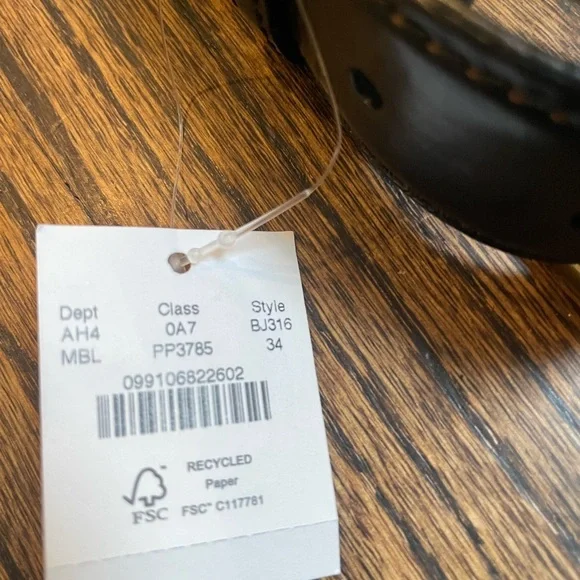 Dept Class Style
AH4 0A7 BJ316
MBL PP3785 34
099106822602
RECYCLED
Paper
FSC™ C117781
FSC